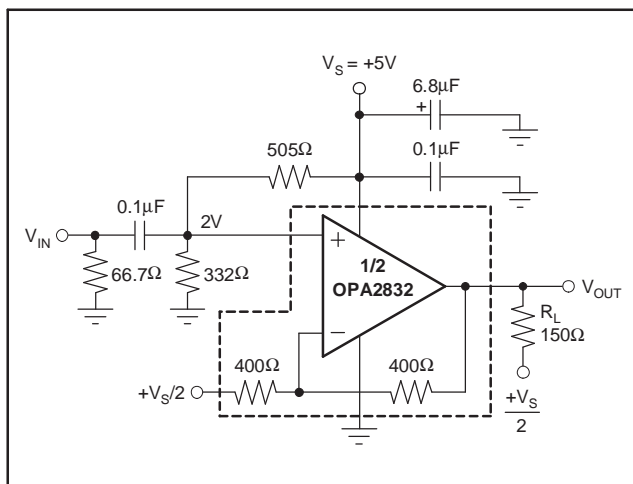 V_S = +5V
6.8μF
+
505Ω
0.1μF
0.1μF
2V
V_IN
+
66.7Ω
332Ω
1/2
OPA2832
V_OUT
R_L
150Ω
−
400Ω
400Ω
+V_S/2
+V_S
2